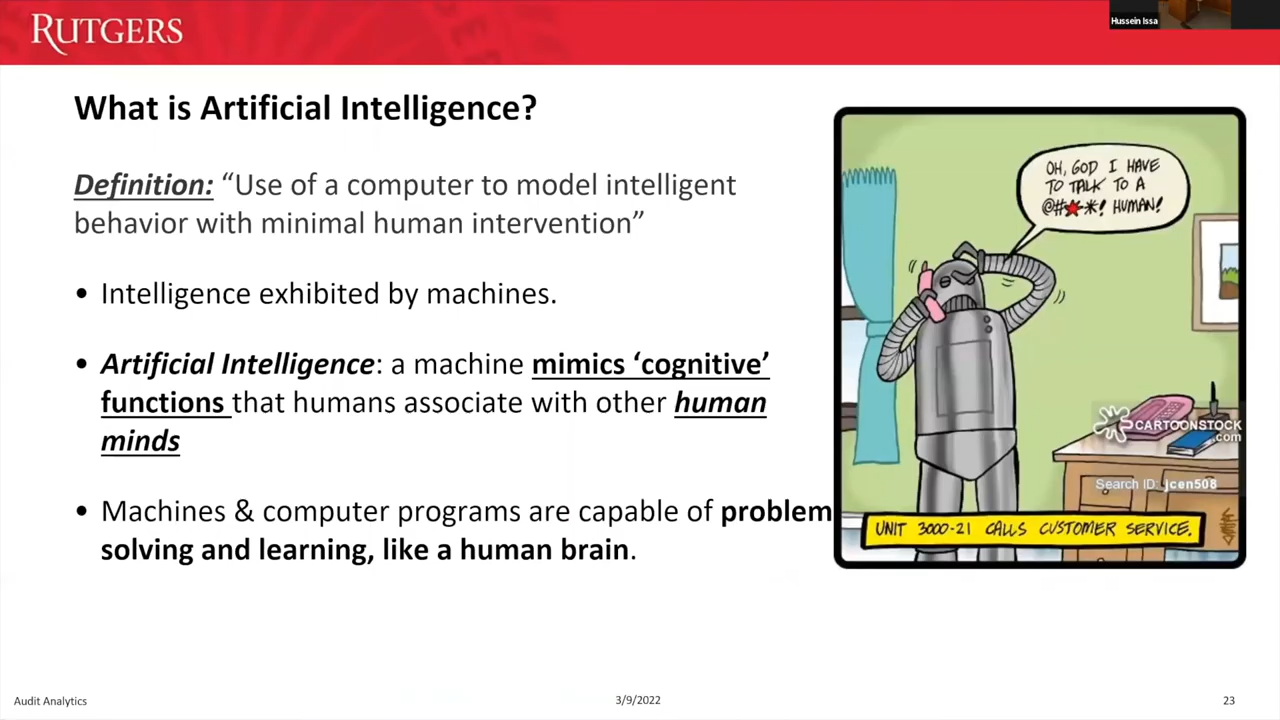 RUTGERS
Hussein Issa
What is Artificial Intelligence?
Definition: “Use of a computer to model intelligent
behavior with minimal human intervention”
• Intelligence exhibited by machines.
• Artificial Intelligence: a machine mimics ‘cognitive’
functions that humans associate with other human
minds
• Machines & computer programs are capable of problem
solving and learning, like a human brain.
OH, GOD I HAVE
TO TALK TO A
@#★*! HUMAN!
CARTOONSTOCK
.com
Search ID: jcen508
UNIT 3000-21 CALLS CUSTOMER SERVICE.
Audit Analytics
3/9/2022
23